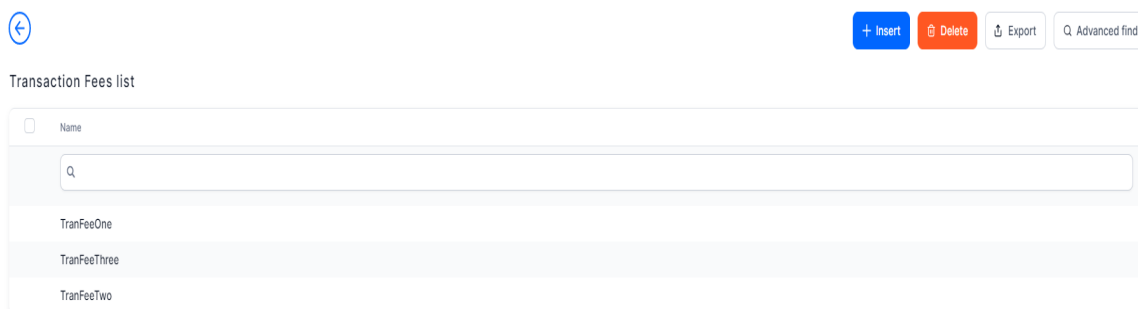 + Insert Delete Export Advanced find
Transaction Fees list
Name
TranFeeOne
TranFeeThree
TranFeeTwo